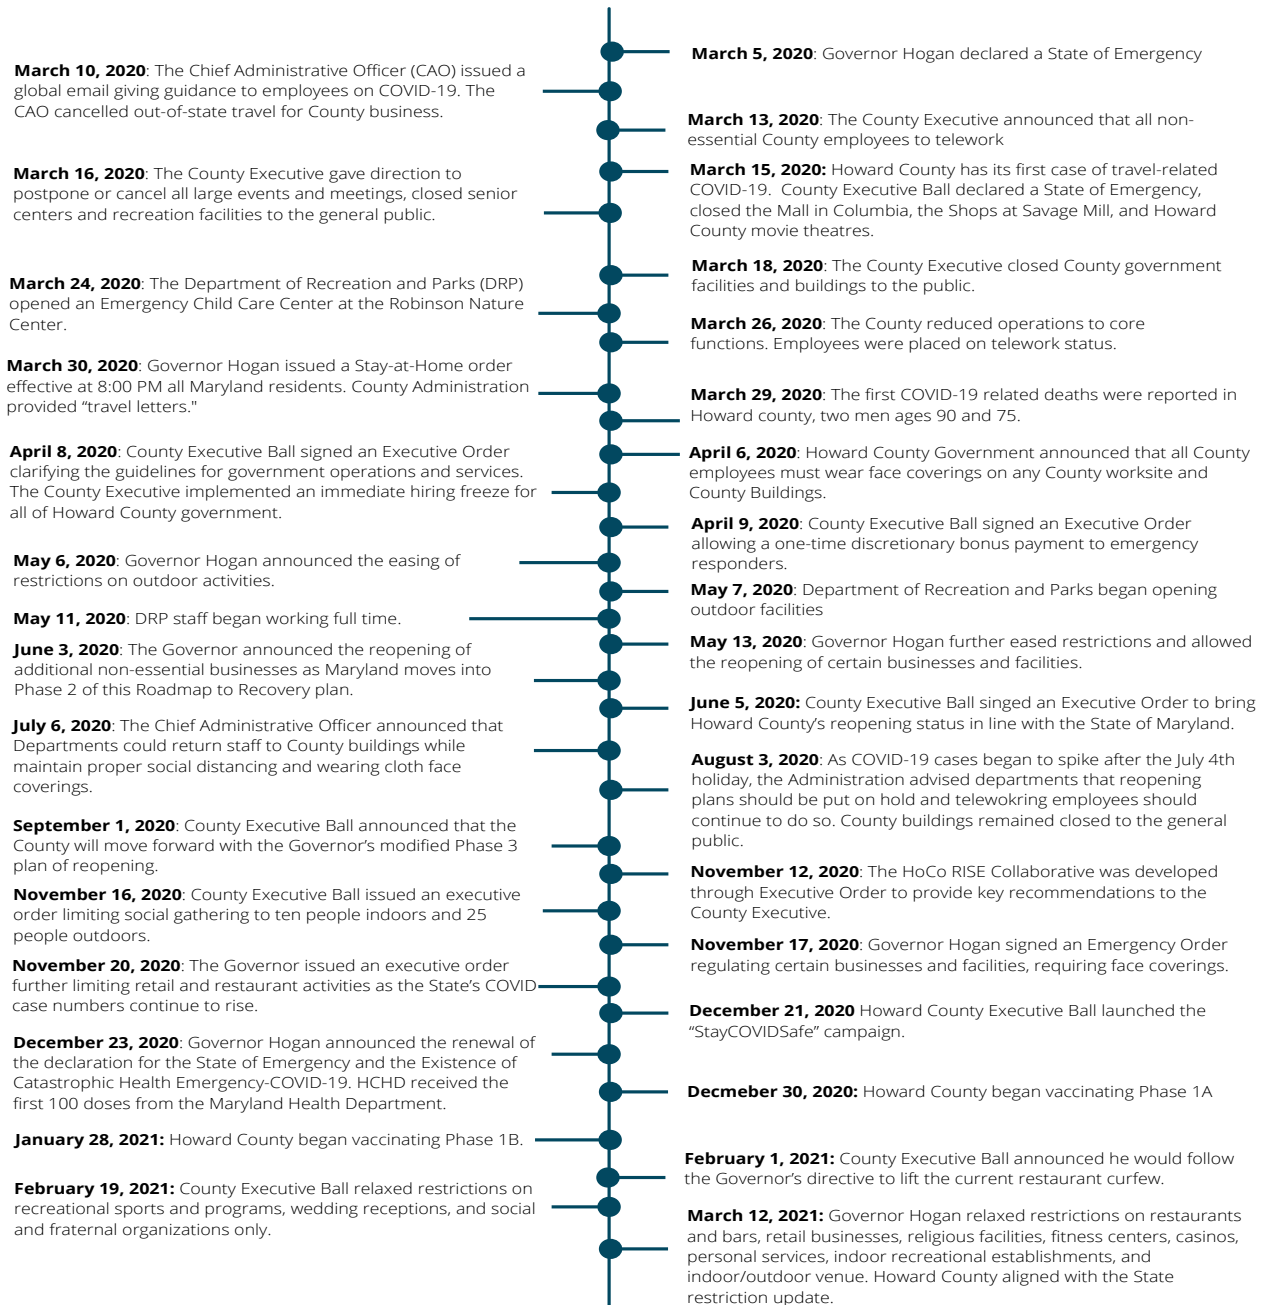 March 5, 2020: Governor Hogan declared a State of Emergency
March 10, 2020: The Chief Administrative Officer (CAO) issued a
global email giving guidance to employees on COVID-19. The
CAO cancelled out-of-state travel for County business.
March 13, 2020: The County Executive announced that all non-
essential County employees to telework
March 15, 2020: Howard County has its first case of travel-related
COVID-19. County Executive Ball declared a State of Emergency,
closed the Mall in Columbia, the Shops at Savage Mill, and Howard
County movie theatres.
March 16, 2020: The County Executive gave direction to
postpone or cancel all large events and meetings, closed senior
centers and recreation facilities to the general public.
March 18, 2020: The County Executive closed County government
facilities and buildings to the public.
March 24, 2020: The Department of Recreation and Parks (DRP)
opened an Emergency Child Care Center at the Robinson Nature
Center.
March 26, 2020: The County reduced operations to core
functions. Employees were placed on telework status.
March 30, 2020: Governor Hogan issued a Stay-at-Home order
effective at 8:00 PM all Maryland residents. County Administration
provided “travel letters."
March 29, 2020: The first COVID-19 related deaths were reported in
Howard county, two men ages 90 and 75.
April 6, 2020: Howard County Government announced that all County
employees must wear face coverings on any County worksite and
County Buildings.
April 8, 2020: County Executive Ball signed an Executive Order
clarifying the guidelines for government operations and services.
The County Executive implemented an immediate hiring freeze for
all of Howard County government.
April 9, 2020: County Executive Ball signed an Executive Order
allowing a one-time discretionary bonus payment to emergency
responders.
May 6, 2020: Governor Hogan announced the easing of
restrictions on outdoor activities.
May 7, 2020: Department of Recreation and Parks began opening
outdoor facilities
May 11, 2020: DRP staff began working full time.
May 13, 2020: Governor Hogan further eased restrictions and allowed
the reopening of certain businesses and facilities.
June 3, 2020: The Governor announced the reopening of
additional non-essential businesses as Maryland moves into
Phase 2 of this Roadmap to Recovery plan.
June 5, 2020: County Executive Ball singed an Executive Order to bring
Howard County’s reopening status in line with the State of Maryland.
July 6, 2020: The Chief Administrative Officer announced that
Departments could return staff to County buildings while
maintain proper social distancing and wearing cloth face
coverings.
August 3, 2020: As COVID-19 cases began to spike after the July 4th
holiday, the Administration advised departments that reopening
plans should be put on hold and telewokring employees should
continue to do so. County buildings remained closed to the general
public.
September 1, 2020: County Executive Ball announced that the
County will move forward with the Governor’s modified Phase 3
plan of reopening.
November 12, 2020: The HoCo RISE Collaborative was developed
through Executive Order to provide key recommendations to the
County Executive.
November 16, 2020: County Executive Ball issued an executive
order limiting social gathering to ten people indoors and 25
people outdoors.
November 17, 2020: Governor Hogan signed an Emergency Order
regulating certain businesses and facilities, requiring face coverings.
November 20, 2020: The Governor issued an executive order
further limiting retail and restaurant activities as the State’s COVID
case numbers continue to rise.
December 21, 2020 Howard County Executive Ball launched the
“StayCOVIDSafe” campaign.
December 23, 2020: Governor Hogan announced the renewal of
the declaration for the State of Emergency and the Existence of
Catastrophic Health Emergency-COVID-19. HCHD received the
first 100 doses from the Maryland Health Department.
Decmeber 30, 2020: Howard County began vaccinating Phase 1A
January 28, 2021: Howard County began vaccinating Phase 1B.
February 1, 2021: County Executive Ball announced he would follow
the Governor’s directive to lift the current restaurant curfew.
February 19, 2021: County Executive Ball relaxed restrictions on
recreational sports and programs, wedding receptions, and social
and fraternal organizations only.
March 12, 2021: Governor Hogan relaxed restrictions on restaurants
and bars, retail businesses, religious facilities, fitness centers, casinos,
personal services, indoor recreational establishments, and
indoor/outdoor venue. Howard County aligned with the State
restriction update.